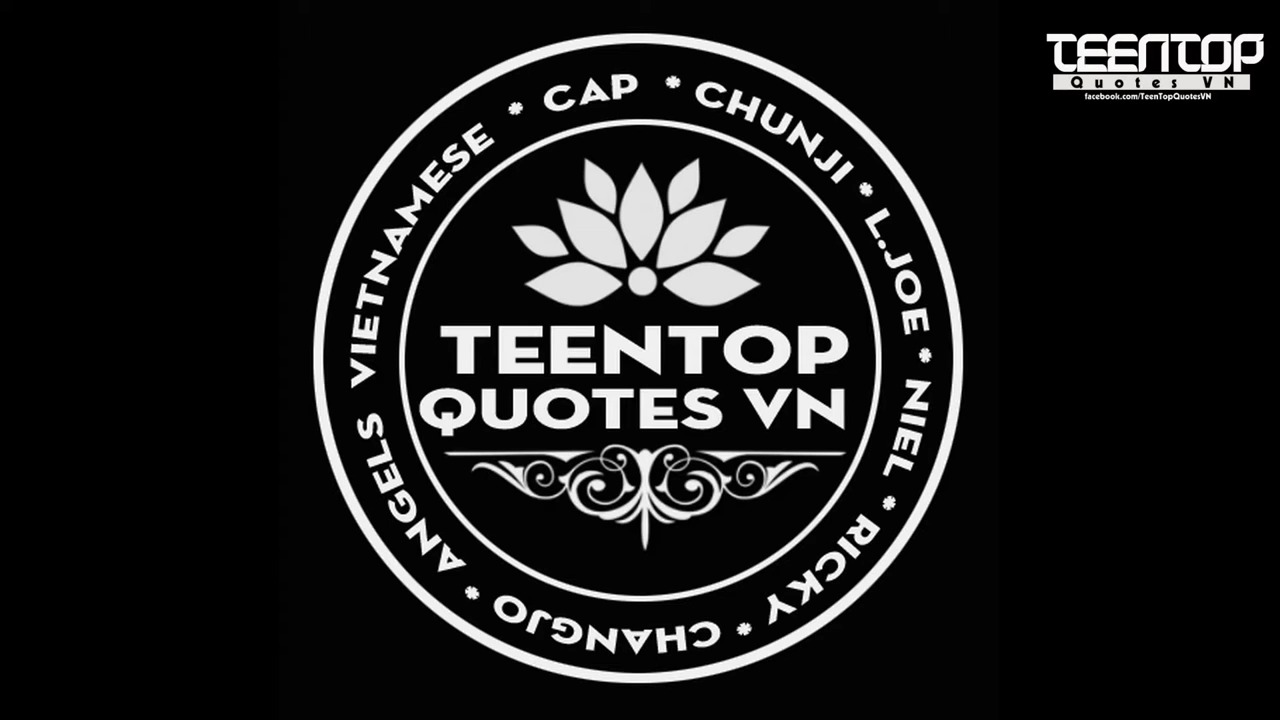 TEENTOP
Quotes VN
facebook.com/TeenTopQuotesVN
CAP * CHUNJI * L.JOE * NIEL * RICKY * CHANGJO * ANGELS VIETNAMESE *
TEENTOP
QUOTES VN